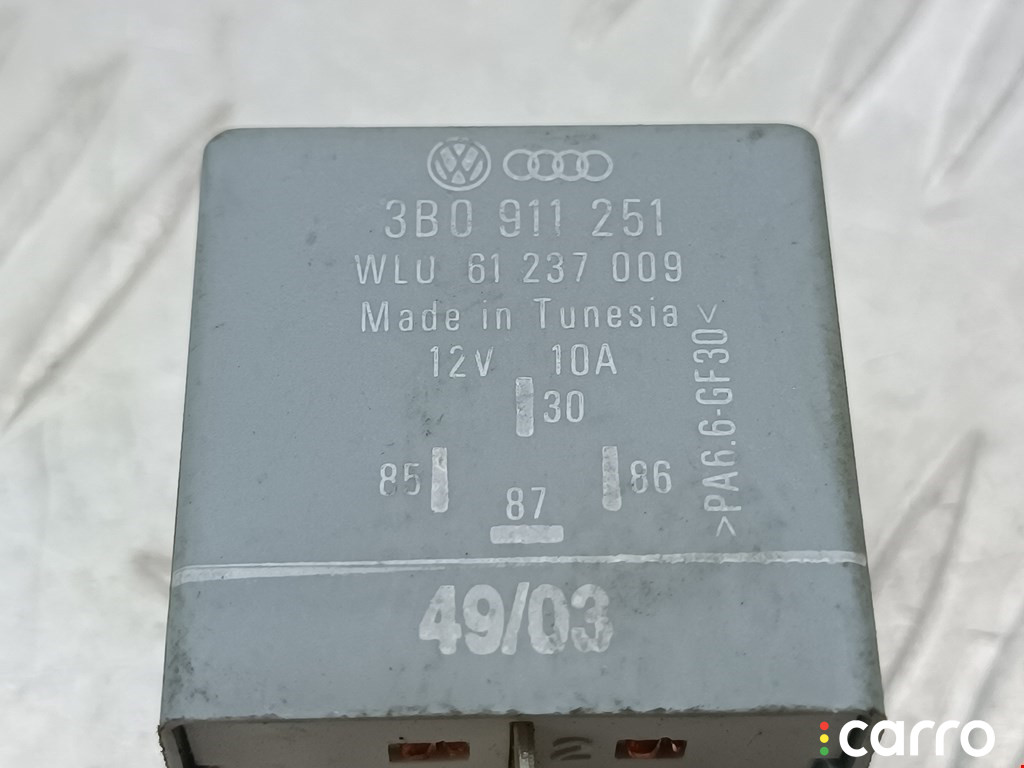 3B0 911 251
WLU 61 237 009
Made in Tunesia
12V 10A
30
85
86
87
>PA6.6-GF30<
49/03
carro